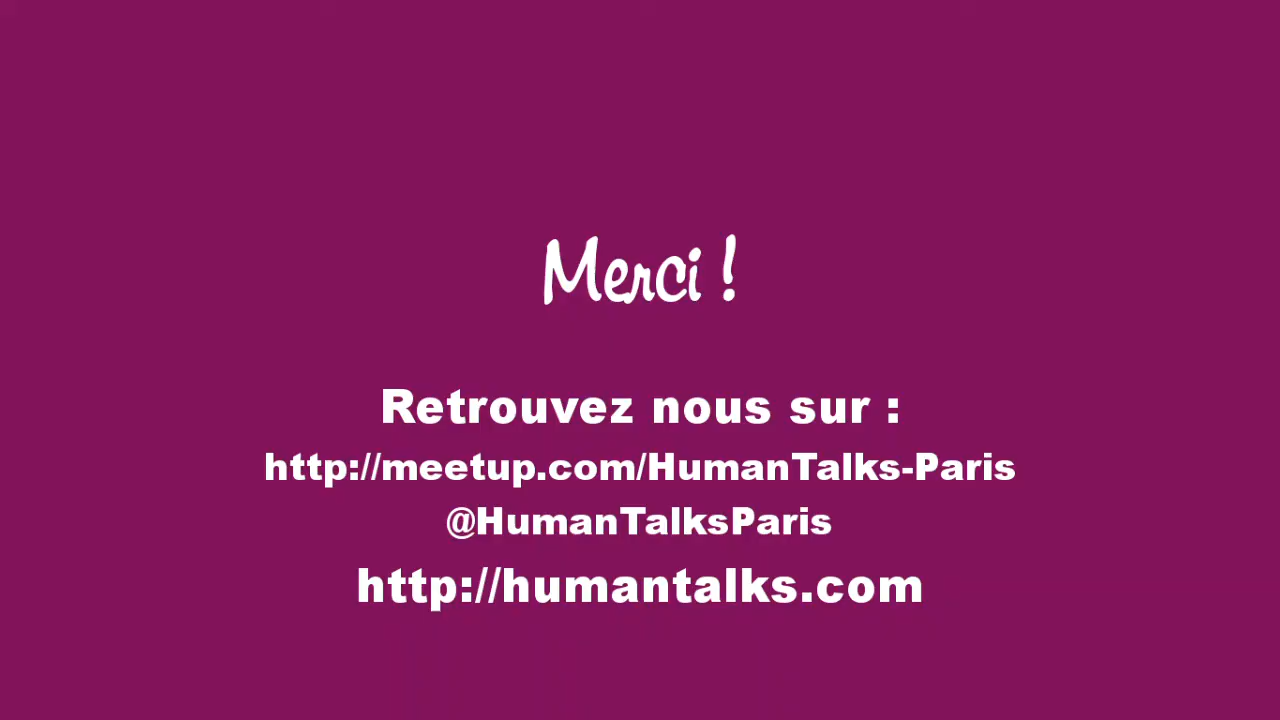 Merci !
Retrouvez nous sur :
http://meetup.com/HumanTalks-Paris
@HumanTalksParis
http://humantalks.com